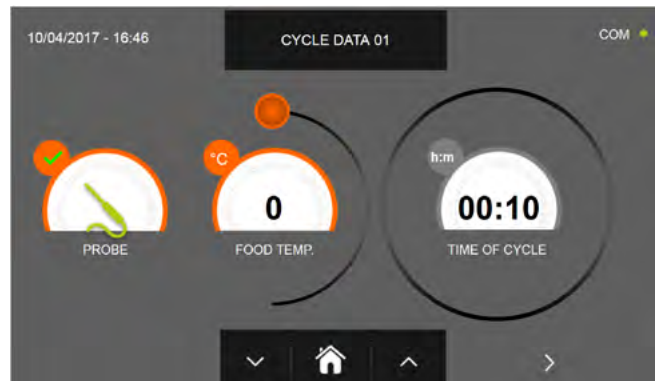 10/04/2017 - 16:46
CYCLE DATA 01
COM
°C
h:m
0
00:10
PROBE
FOOD TEMP.
TIME OF CYCLE